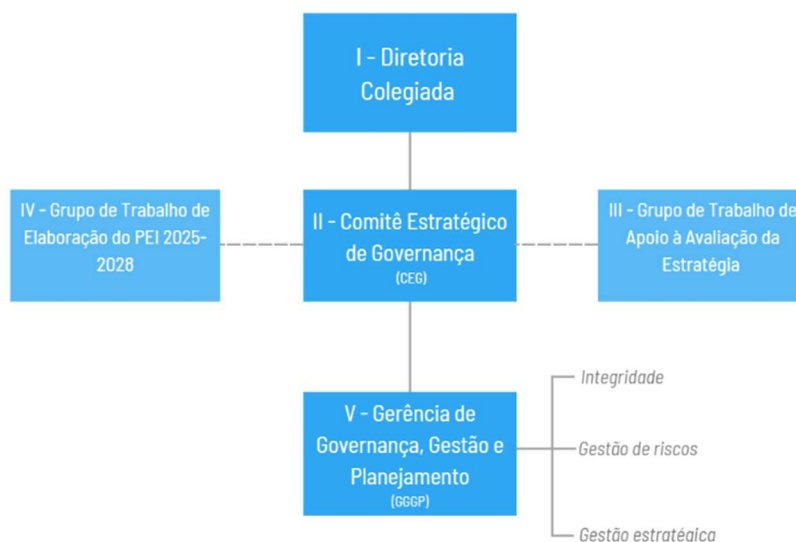 I - Diretoria
Colegiada
IV - Grupo de Trabalho de
Elaboração do PEI 2025-
2028
II - Comitê Estratégico
de Governança
(CEG)
III - Grupo de Trabalho de
Apoio à Avaliação da
Estratégia
V - Gerência de
Governança, Gestão e
Planejamento
(GGGP)
Integridade
Gestão de riscos
Gestão estratégica